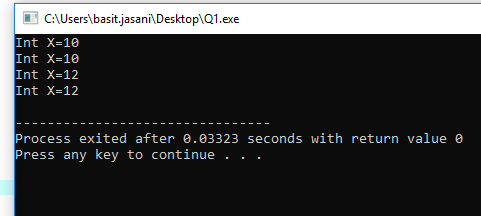 C:\Users\basit.jasani\Desktop\Q1.exe
Int X=10
Int X=10
Int X=12
Int X=12
--------------------------------
Process exited after 0.03323 seconds with return value 0
Press any key to continue . . .